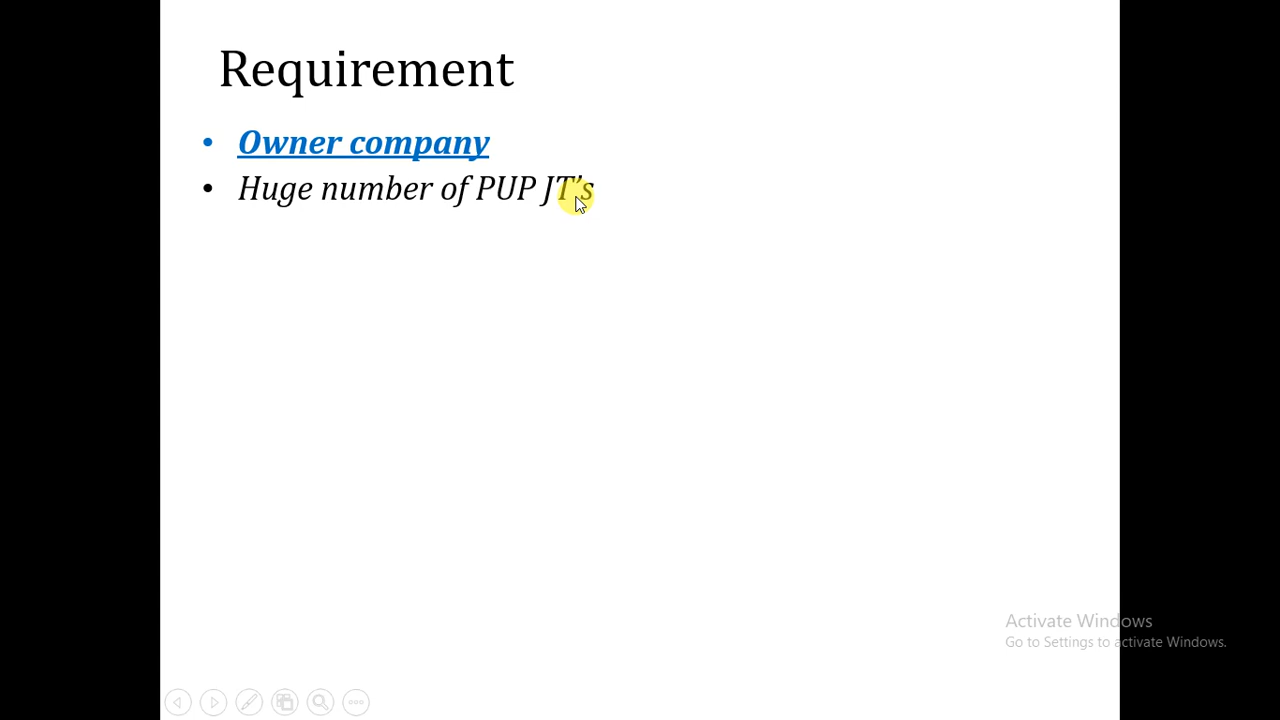 Requirement
• Owner company
• Huge number of PUP JT’s
Activate Windows
Go to Settings to activate Windows.